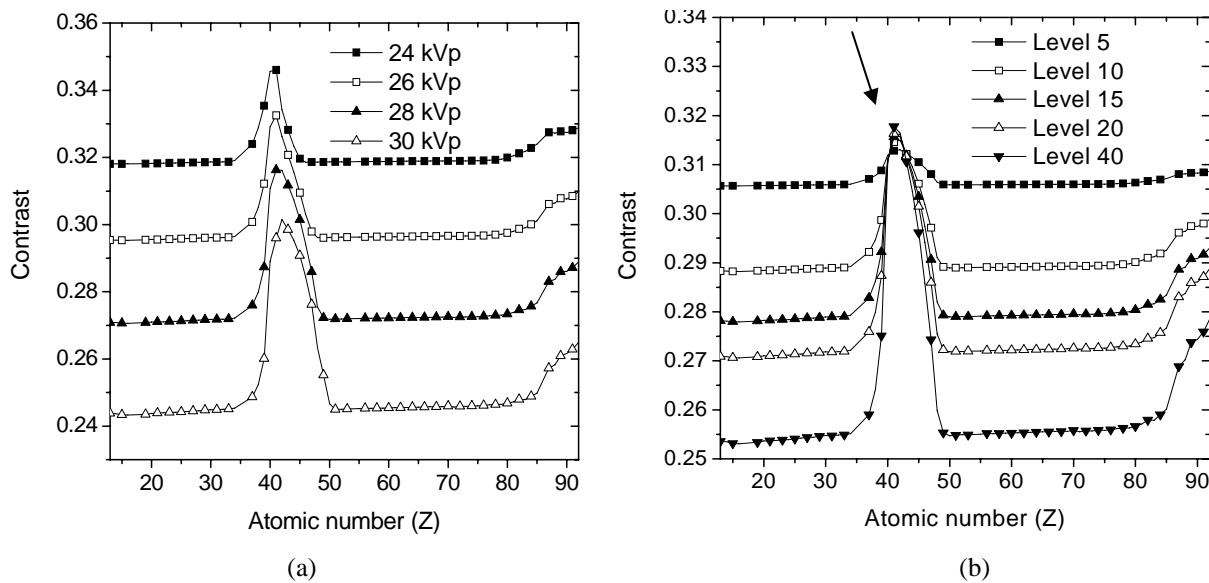 0.36
0.34
0.32
0.30
0.28
0.26
0.24
Contrast
24 kVp
26 kVp
28 kVp
30 kVp
20 30 40 50 60 70 80 90
Atomic number (Z)
(a)
0.34
0.33
0.32
0.31
0.30
0.29
0.28
0.27
0.26
0.25
Contrast
Level 5
Level 10
Level 15
Level 20
Level 40
20 30 40 50 60 70 80 90
Atomic number (Z)
(b)